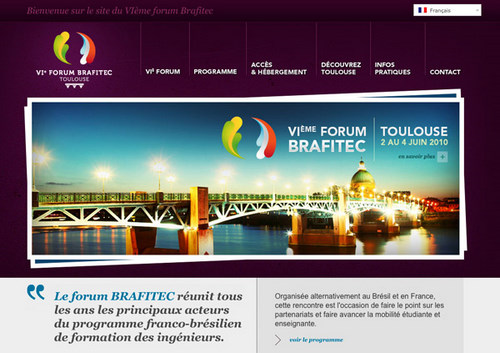 Bienvenue sur le site du VIème forum Brafitec
Français
VIᵉ FORUM BRAFITEC
TOULOUSE
VIᵉ FORUM
PROGRAMME
ACCÈS
& HÉBERGEMENT
DÉCOUVREZ
TOULOUSE
INFOS
PRATIQUES
CONTACT
VIÈME FORUM
BRAFITEC
TOULOUSE
2 AU 4 JUIN 2010
en savoir plus +
Le forum BRAFITEC réunit tous
les ans les principaux acteurs
du programme franco-brésilien
de formation des ingénieurs.
Organisée alternativement au Brésil et en France,
cette rencontre est l'occasion de faire le point sur les
partenariats et faire avancer la mobilité étudiante et
enseignante.
voir le programme